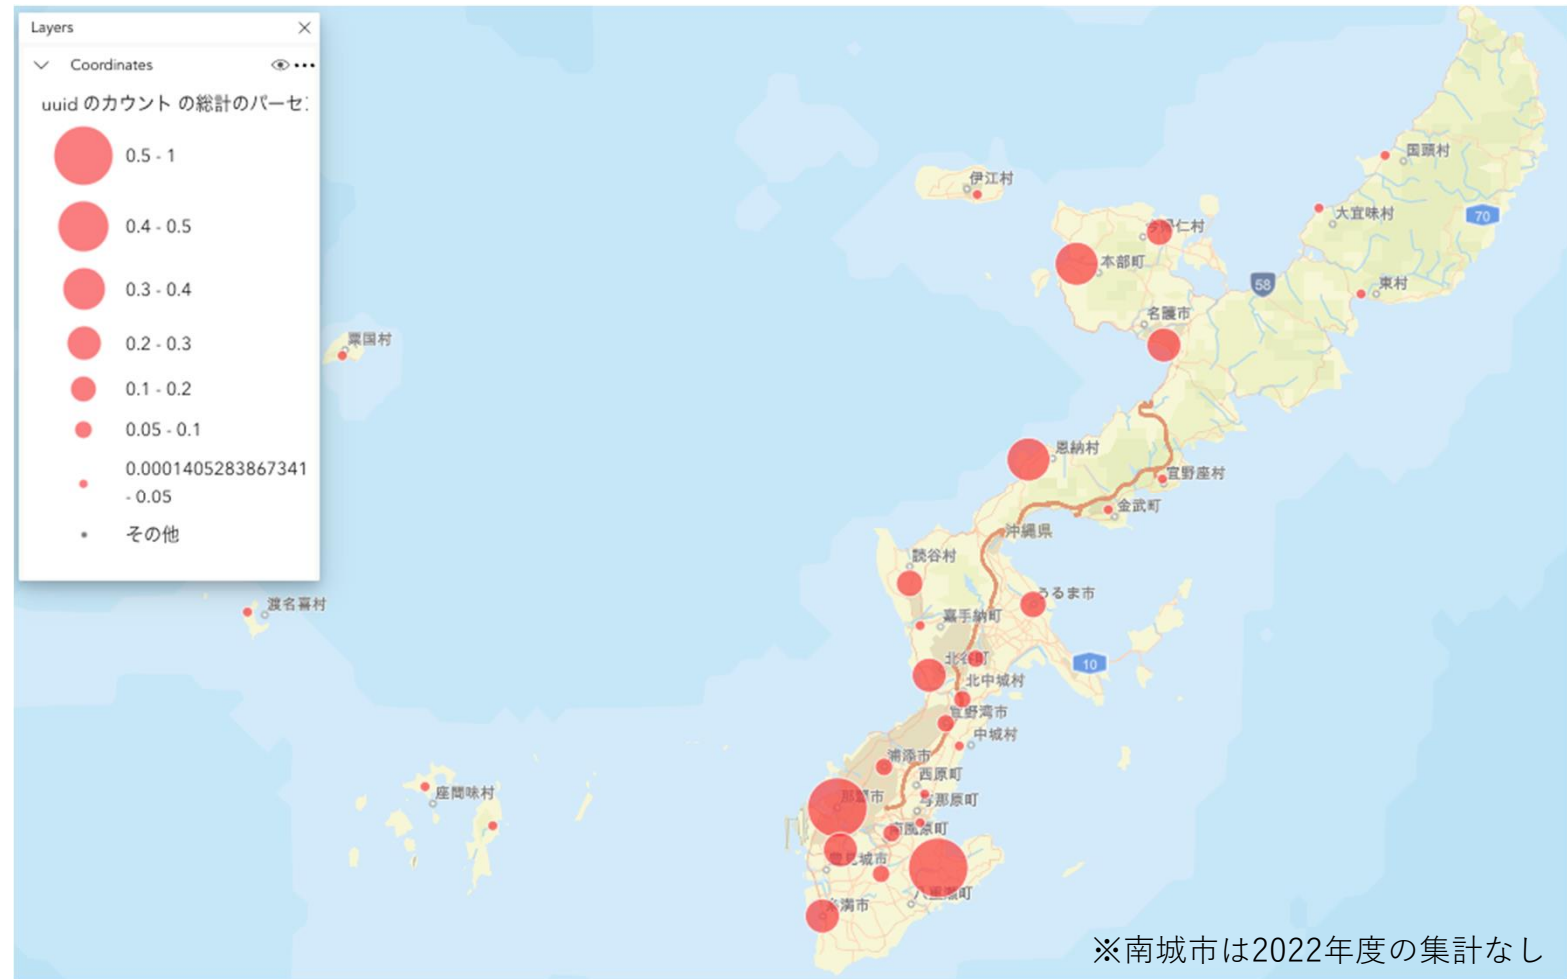 Layers
Coordinates
uuid のカウント の総計のパーセ
0.5 - 1
0.4 - 0.5
0.3 - 0.4
0.2 - 0.3
0.1 - 0.2
0.05 - 0.1
0.0001405283867341
- 0.05
その他
国頭村
伊江村
大宜味村
70
今帰仁村
本部町
58
東村
名護市
粟国村
恩納村
宜野座村
金武町
沖縄県
読谷村
うるま市
渡名喜村
嘉手納町
北谷町
10
北中城村
宜野湾市
中城村
浦添市
西原町
座間味村
那覇市
与那原町
南風原町
豊見城市
八重瀬町
糸満市
※南城市は2022年度の集計なし